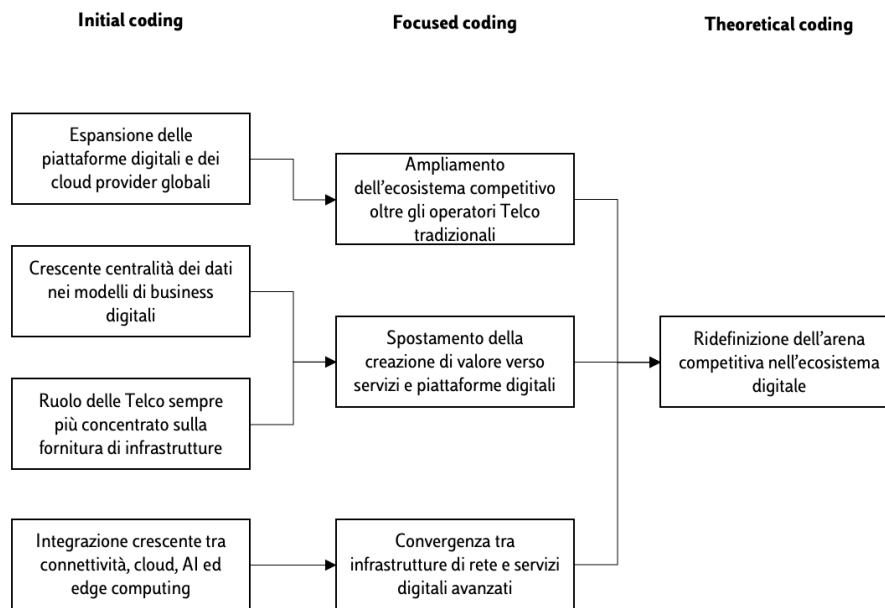 Initial coding
Focused coding
Theoretical coding
Espansione delle
piattaforme digitali e dei
cloud provider globali
Ampliamento
dell'ecosistema competitivo
oltre gli operatori Telco
tradizionali
Crescente centralità dei dati
nei modelli di business
digitali
Spostamento della
creazione di valore verso
servizi e piattaforme digitali
Ridefinizione dell'arena
competitiva nell'ecosistema
digitale
Ruolo delle Telco sempre
più concentrato sulla
fornitura di infrastrutture
Integrazione crescente tra
connettività, cloud, AI ed
edge computing
Convergenza tra
infrastrutture di rete e servizi
digitali avanzati